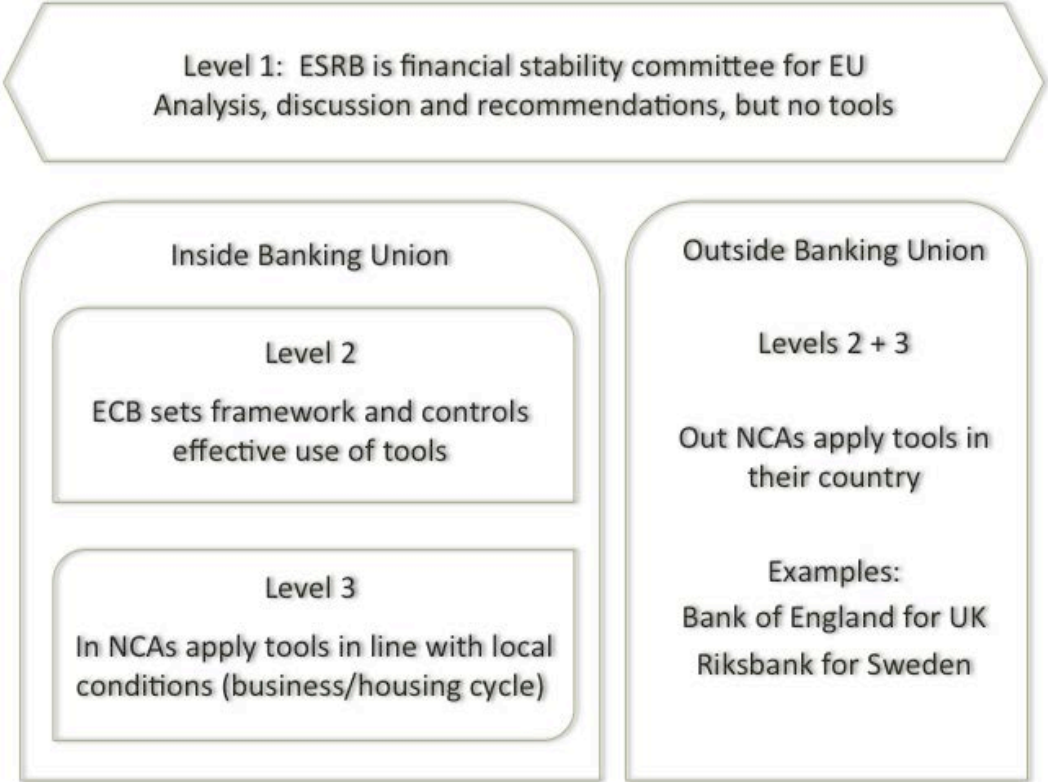 Level 1:  ESRB is financial stability committee for EU
Analysis, discussion and recommendations, but no tools
Inside Banking Union
Level 2
ECB sets framework and controls
effective use of tools
Level 3
In NCAs apply tools in line with local
conditions (business/housing cycle)
Outside Banking Union
Levels 2 + 3
Out NCAs apply tools in
their country
Examples:
Bank of England for UK
Riksbank for Sweden